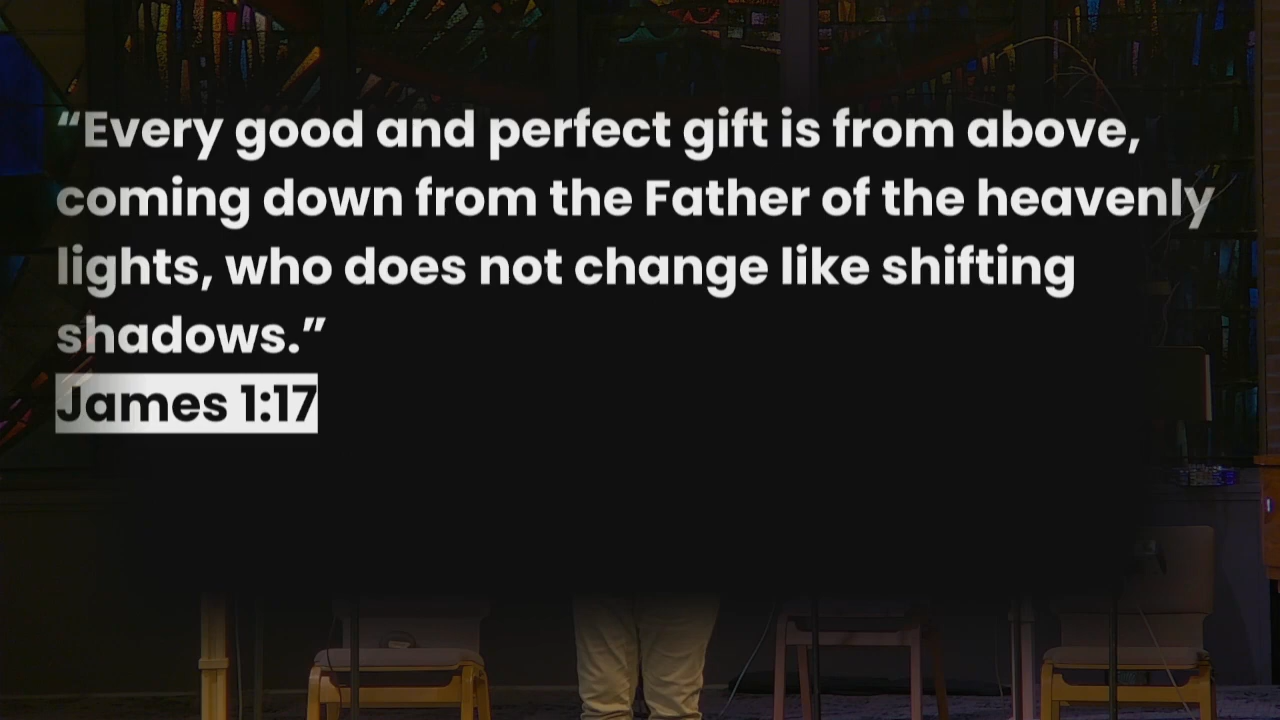 “Every good and perfect gift is from above,
coming down from the Father of the heavenly
lights, who does not change like shifting
shadows.”
James 1:17